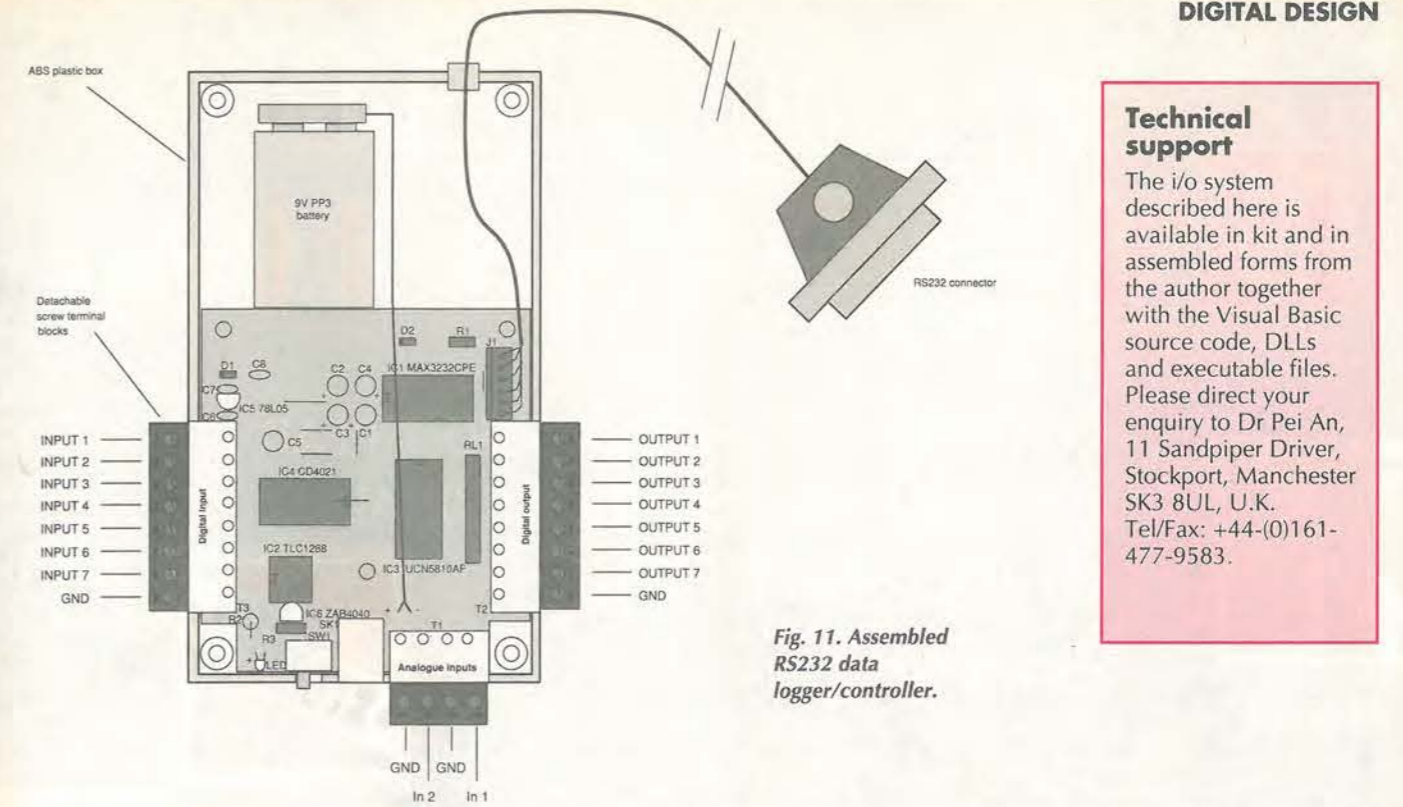 DIGITAL DESIGN
ABS plastic box
9V PP3
battery
RS232 connector
Detachable
screw terminal
blocks
D2
R1
J1
D1
C8
C2
C4
IC1 MAX3232CPE
C7
IC5 78L05
C6
C3
C1
C5
RL1
IC4 CD4021
INPUT 1
INPUT 2
INPUT 3
INPUT 4
INPUT 5
INPUT 6
INPUT 7
GND
Digital Input
OUTPUT 1
OUTPUT 2
OUTPUT 3
OUTPUT 4
OUTPUT 5
OUTPUT 6
OUTPUT 7
GND
Digital output
IC2 TLC1288
IC3 UCN5810AF
T3
R2
IC6 ZAB4040
SK1
+ -
T2
T1
R3
SW1
+
LED
Analogue Inputs
GND
GND
In 2
In 1
Fig. 11. Assembled
RS232 data
logger/controller.
Technical
support
The i/o system
described here is
available in kit and in
assembled forms from
the author together
with the Visual Basic
source code, DLLs
and executable files.
Please direct your
enquiry to Dr Pei An,
11 Sandpiper Driver,
Stockport, Manchester
SK3 8UL, U.K.
Tel/Fax: +44-(0)161-
477-9583.